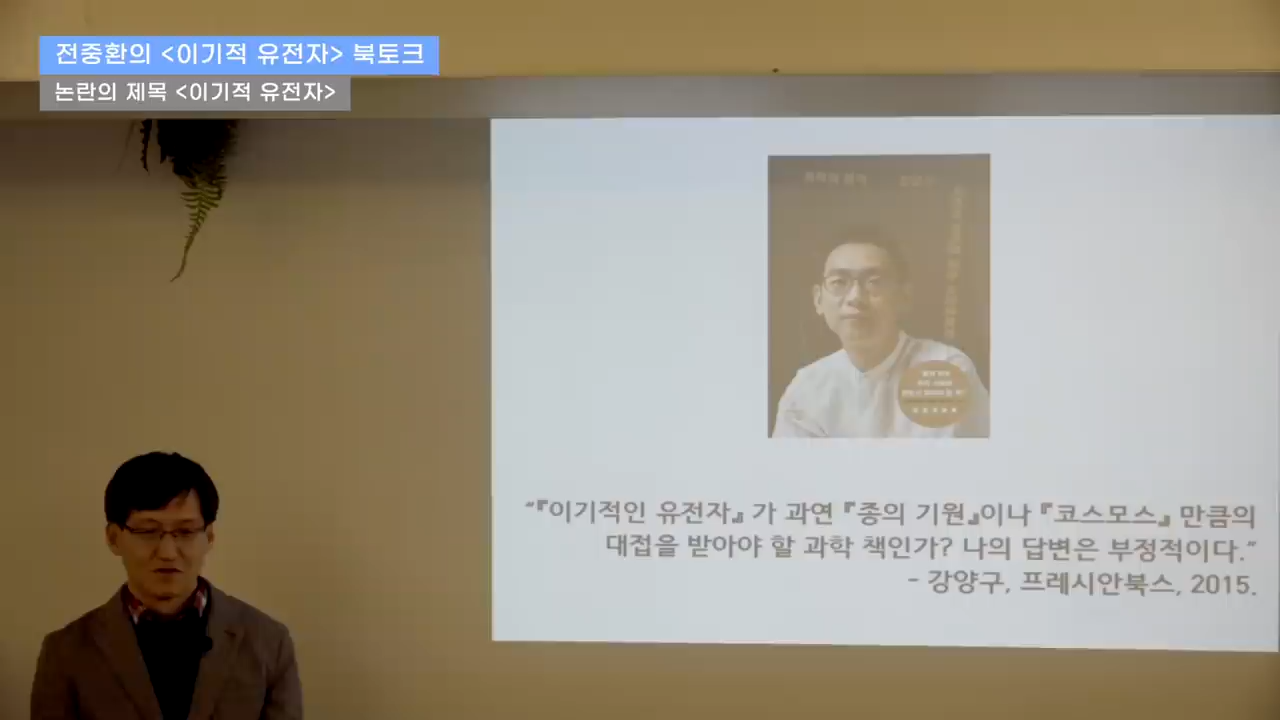 전중환의 <이기적 유전자> 북토크
논란의 제목 <이기적 유전자>
“『이기적인 유전자』 가 과연 『종의 기원』이나 『코스모스』 만큼의
대접을 받아야 할 과학 책인가? 나의 답변은 부정적이다.”
- 강양구, 프레시안북스, 2015.